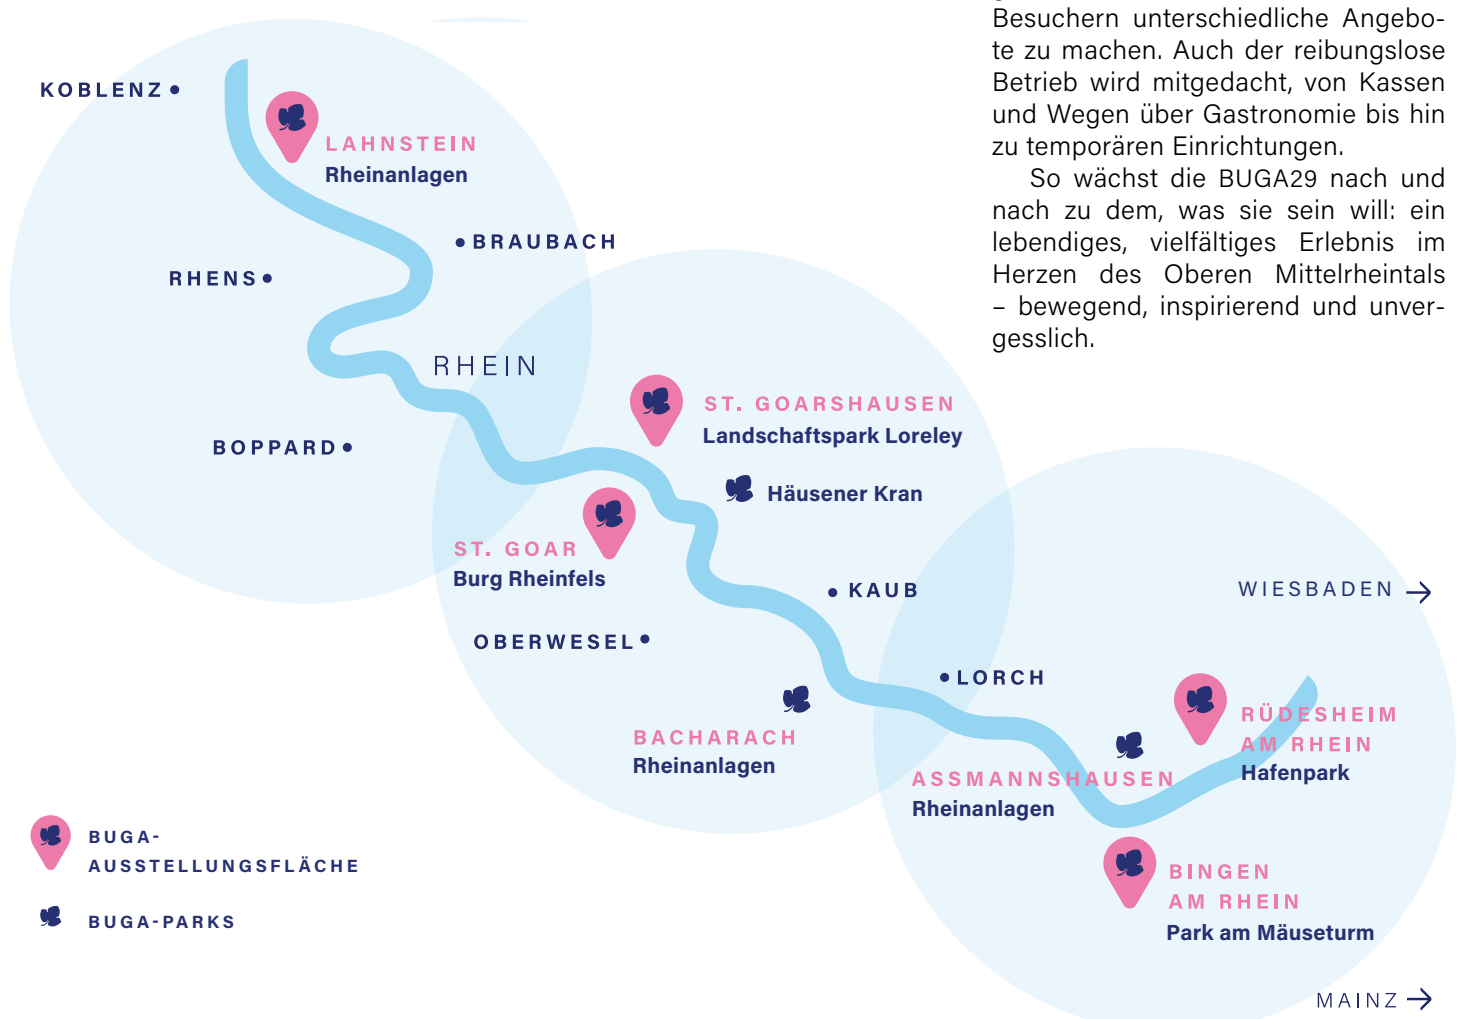 Besuchern unterschiedliche Angebo-
te zu machen. Auch der reibungslose
Betrieb wird mitgedacht, von Kassen
und Wegen über Gastronomie bis hin
zu temporären Einrichtungen.
So wächst die BUGA29 nach und
nach zu dem, was sie sein will: ein
lebendiges, vielfältiges Erlebnis im
Herzen des Oberen Mittelrheintals
– bewegend, inspirierend und unver-
gesslich.
KOBLENZ
LAHNSTEIN
Rheinanlagen
BRAUBACH
RHENS
RHEIN
BOPPARD
ST. GOARSHAUSEN
Landschaftspark Loreley
Häusener Kran
ST. GOAR
Burg Rheinfels
KAUB
WIESBADEN →
OBERWESEL
LORCH
BACHARACH
Rheinanlagen
RÜDESHEIM
AM RHEIN
Hafenpark
ASSMANNSHAUSEN
Rheinanlagen
BINGEN
AM RHEIN
Park am Mäuseturm
MAINZ →
BUGA-
AUSSTELLUNGSFLÄCHE
BUGA-PARKS